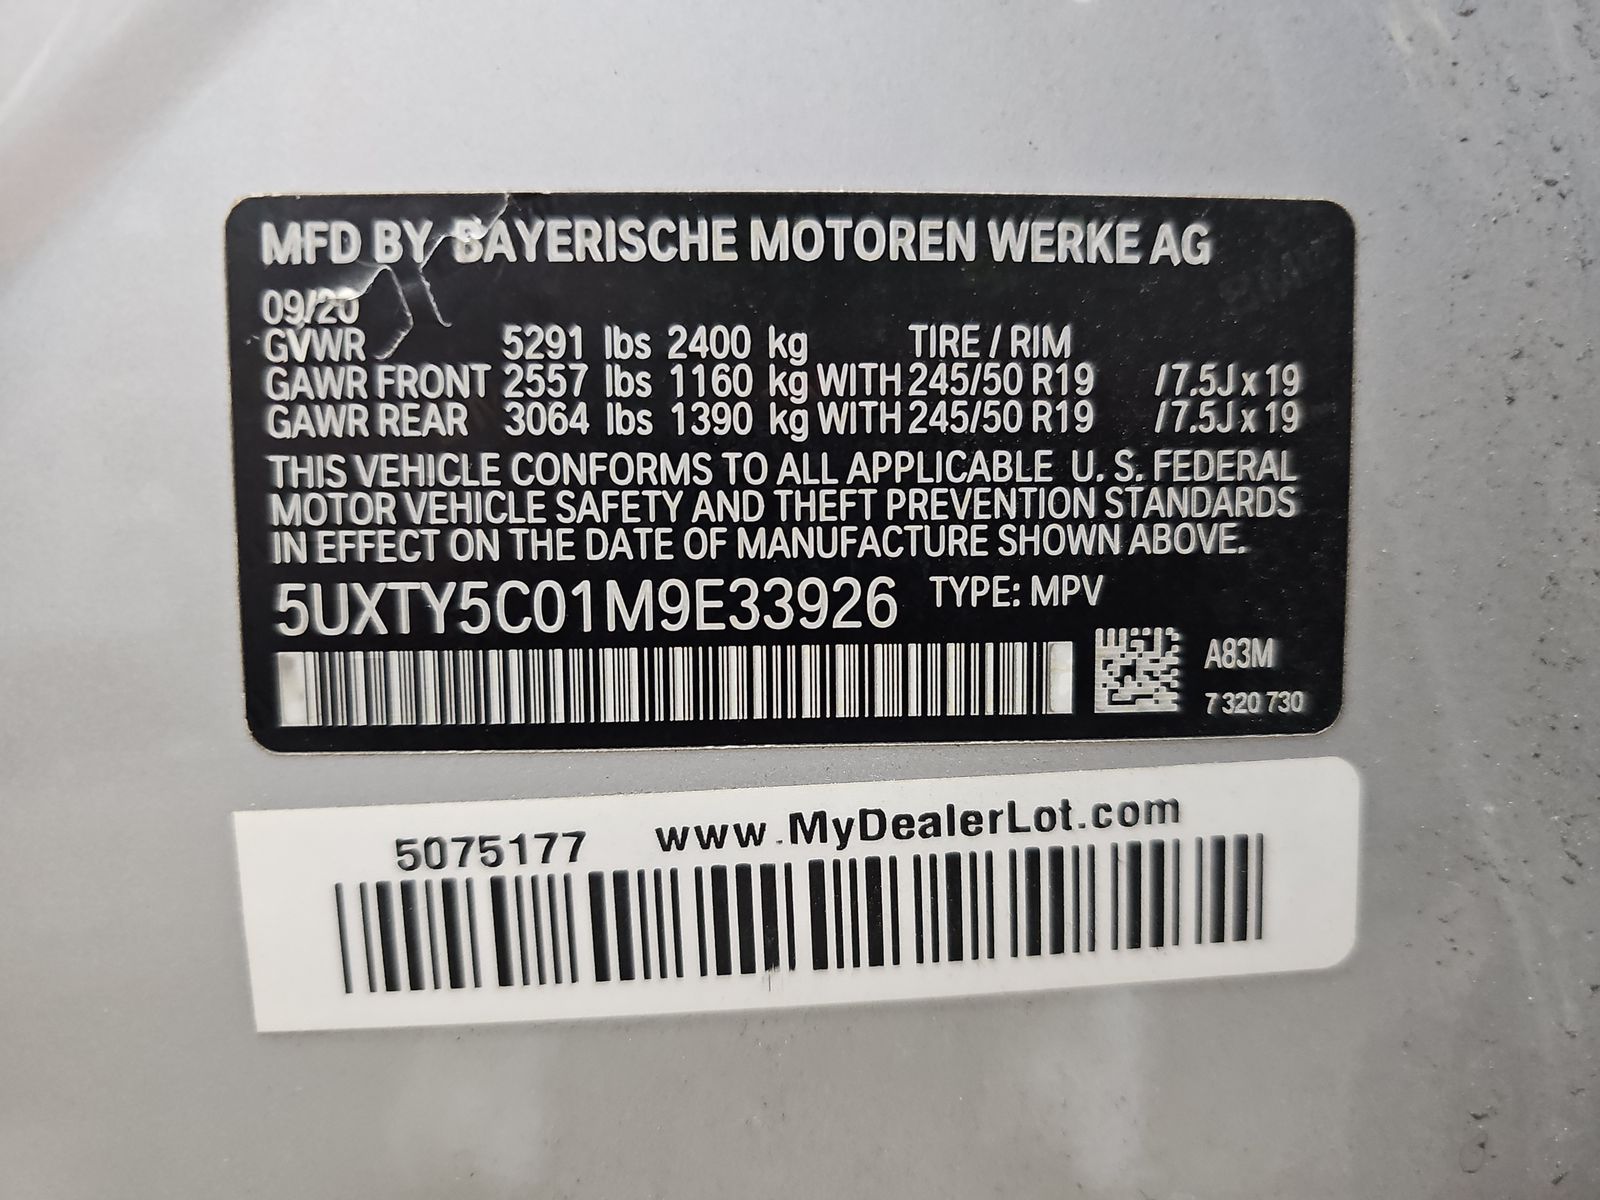 MFD BY BAYERISCHE MOTOREN WERKE AG
09/20
GVWR 5291 lbs 2400 kg TIRE / RIM
GAWR FRONT 2557 lbs 1160 kg WITH 245/50 R19 / 7.5J x 19
GAWR REAR 3064 lbs 1390 kg WITH 245/50 R19 / 7.5J x 19
THIS VEHICLE CONFORMS TO ALL APPLICABLE U. S. FEDERAL
MOTOR VEHICLE SAFETY AND THEFT PREVENTION STANDARDS
IN EFFECT ON THE DATE OF MANUFACTURE SHOWN ABOVE.
5UXTY5C01M9E33926 TYPE: MPV
A83M
7 320 730
5075177 www.MyDealerLot.com